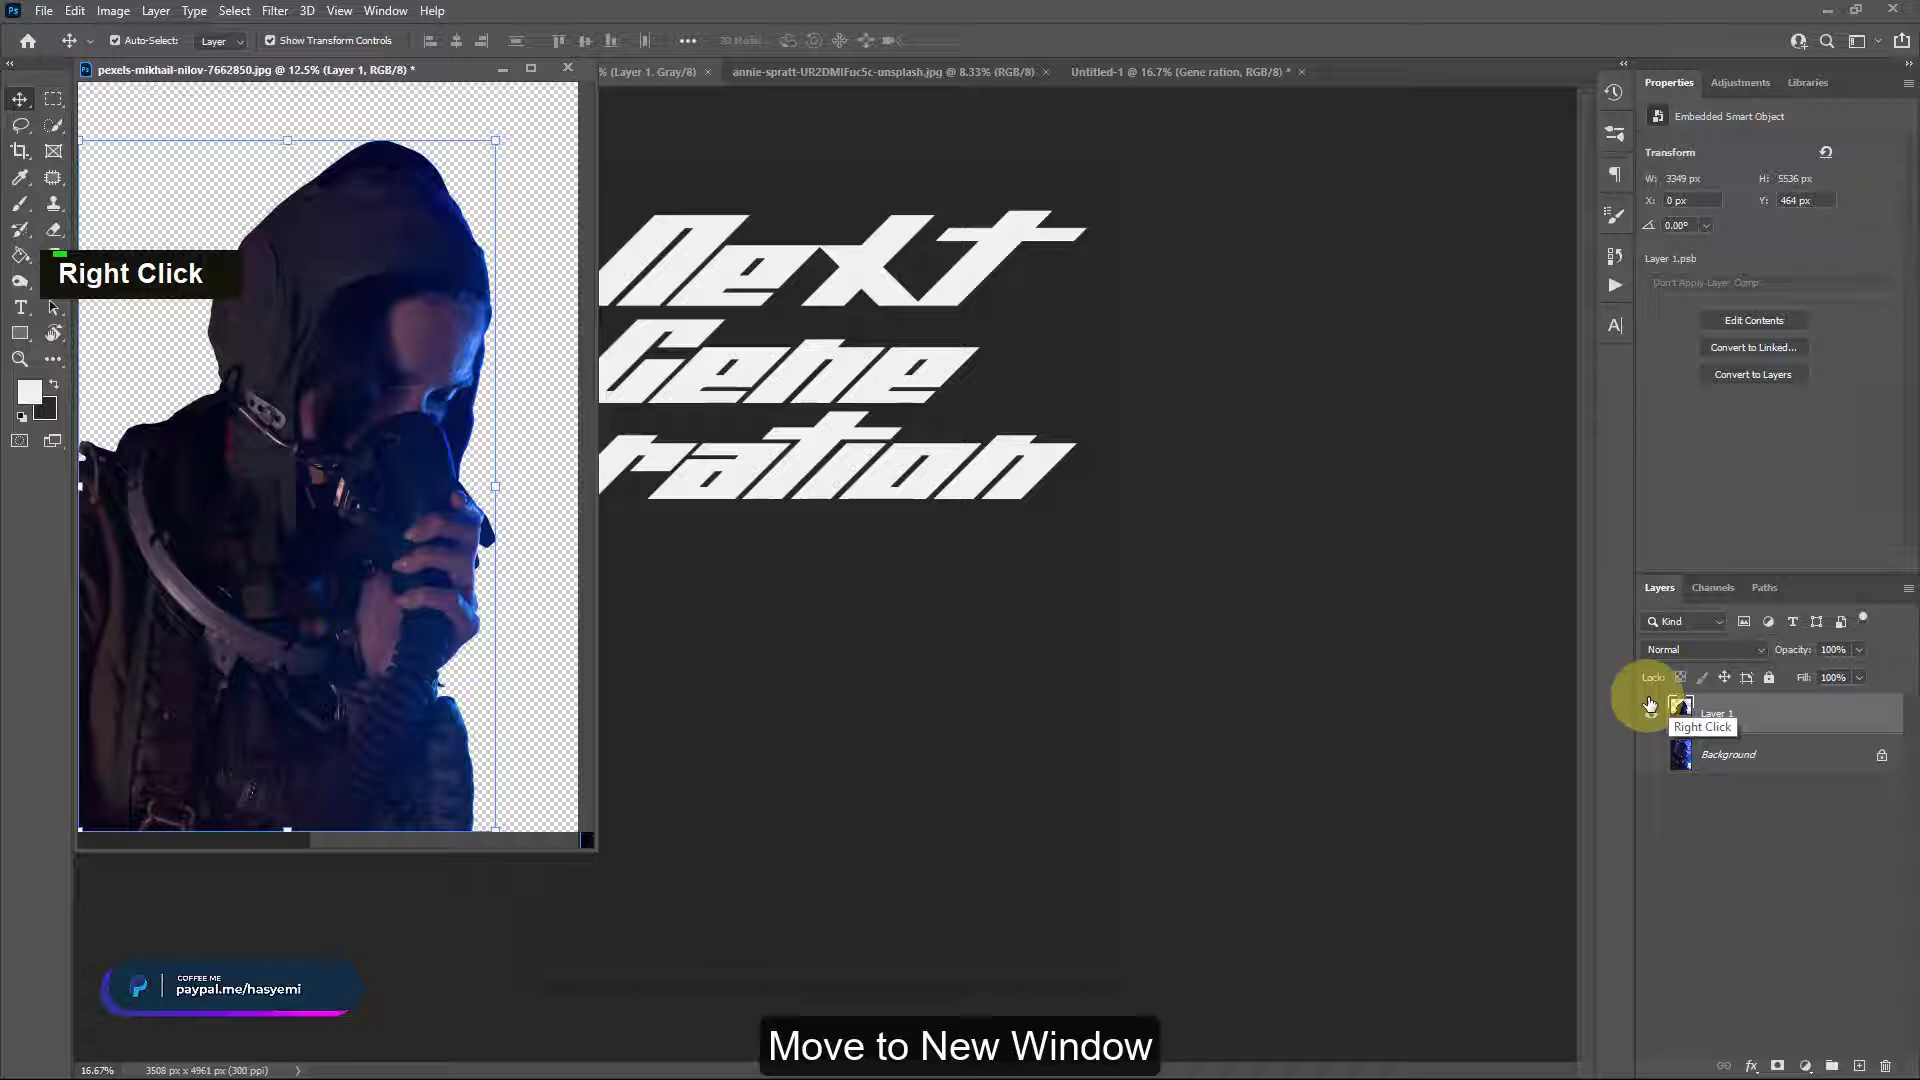 Ps File Edit Image Layer Type Select Filter 3D View Window Help
Auto-Select: Layer Show Transform Controls
pexels-mikhail-nilov-7662850.jpg @ 12.5% (Layer 1, RGB/8) * % (Layer 1. Gray/8) × annie-spratt-UR2DMIFuc5c-unsplash.jpg @ 8.33% (RGB/8) × Untitled-1 @ 16.7% (Gene ration, RGB/8) * ×
Properties Adjustments Libraries
Embedded Smart Object
Transform
W: 3349 px H: 5536 px
X: 0 px Y: 464 px
0.00°
Layer 1.psb
Don't Apply Layer Comp
Edit Contents
Convert to Linked...
Convert to Layers
Next
Gene
ration
Right Click
Layers Channels Paths
Kind
Normal Opacity: 100%
Lock: Fill: 100%
Layer 1
Right Click
Background
COFFEE ME
paypal.me/hasyemi
Move to New Window
16.67% 3508 px x 4961 px (300 ppi)